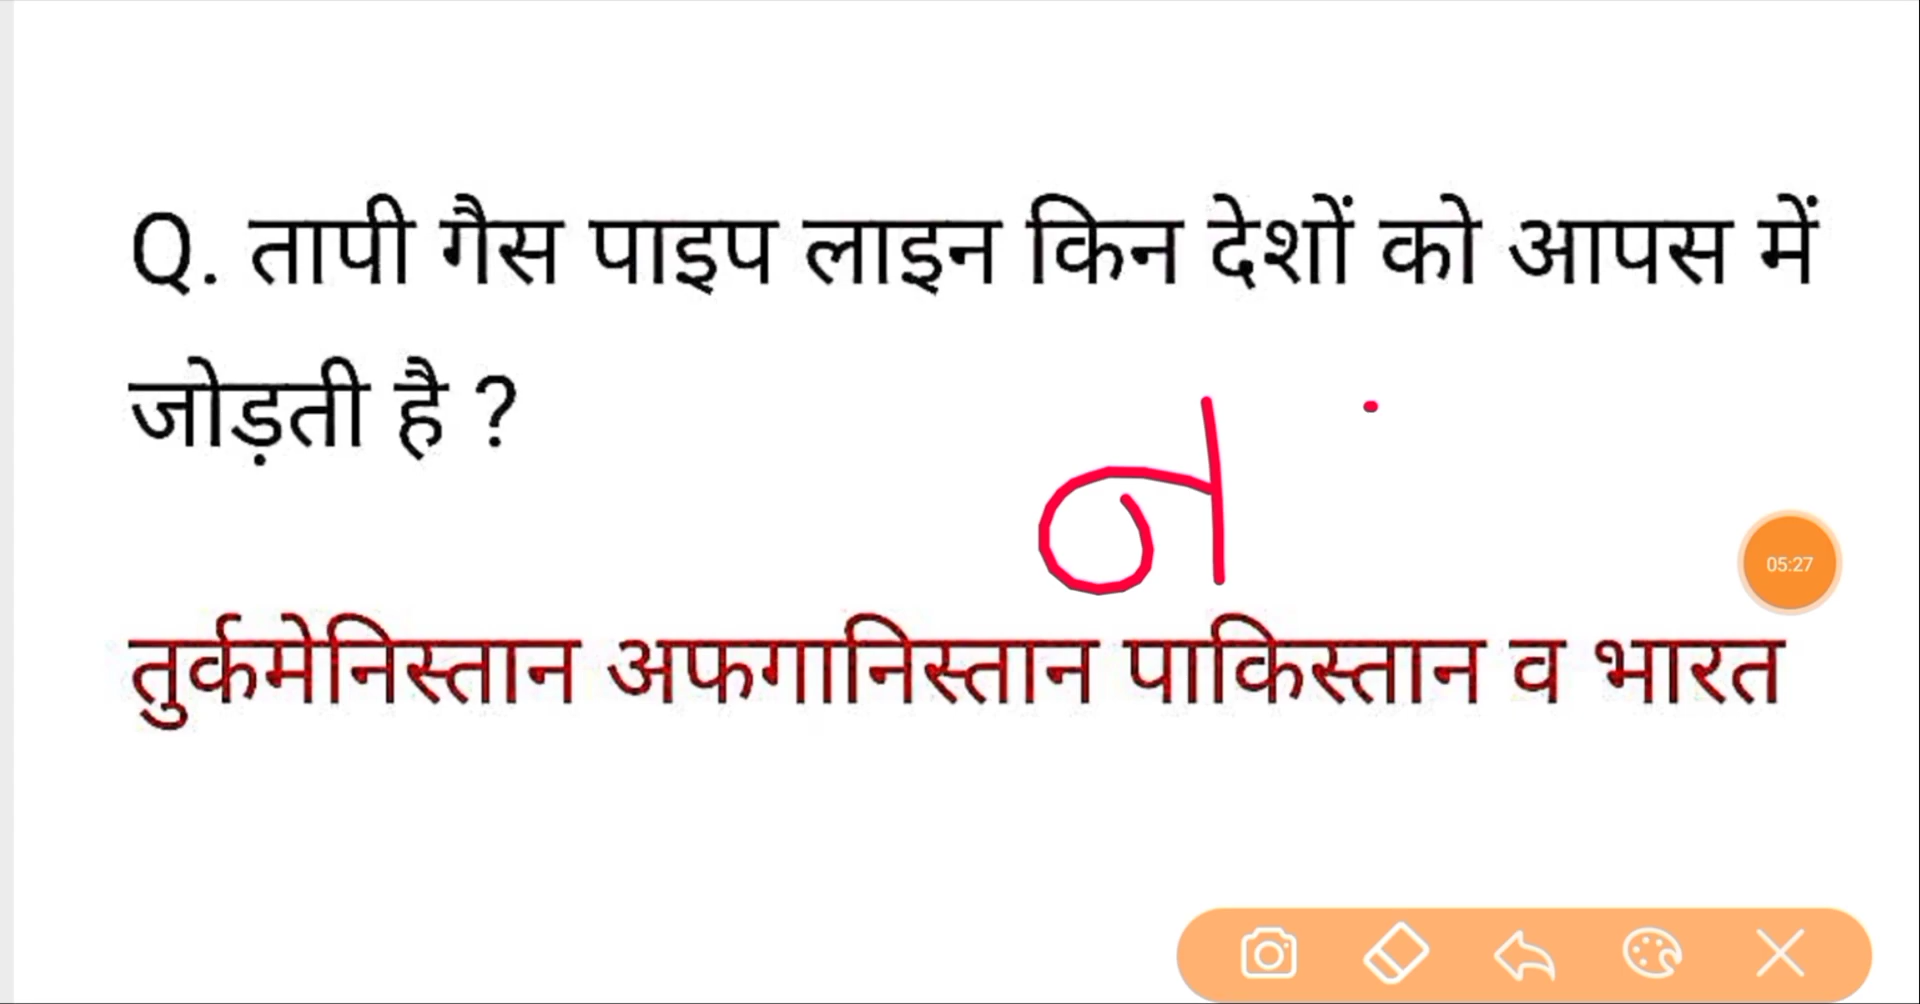 Q. तापी गैस पाइप लाइन किन देशों को आपस में
जोड़ती है ?
05:27
तुर्कमेनिस्तान अफगानिस्तान पाकिस्तान व भारत